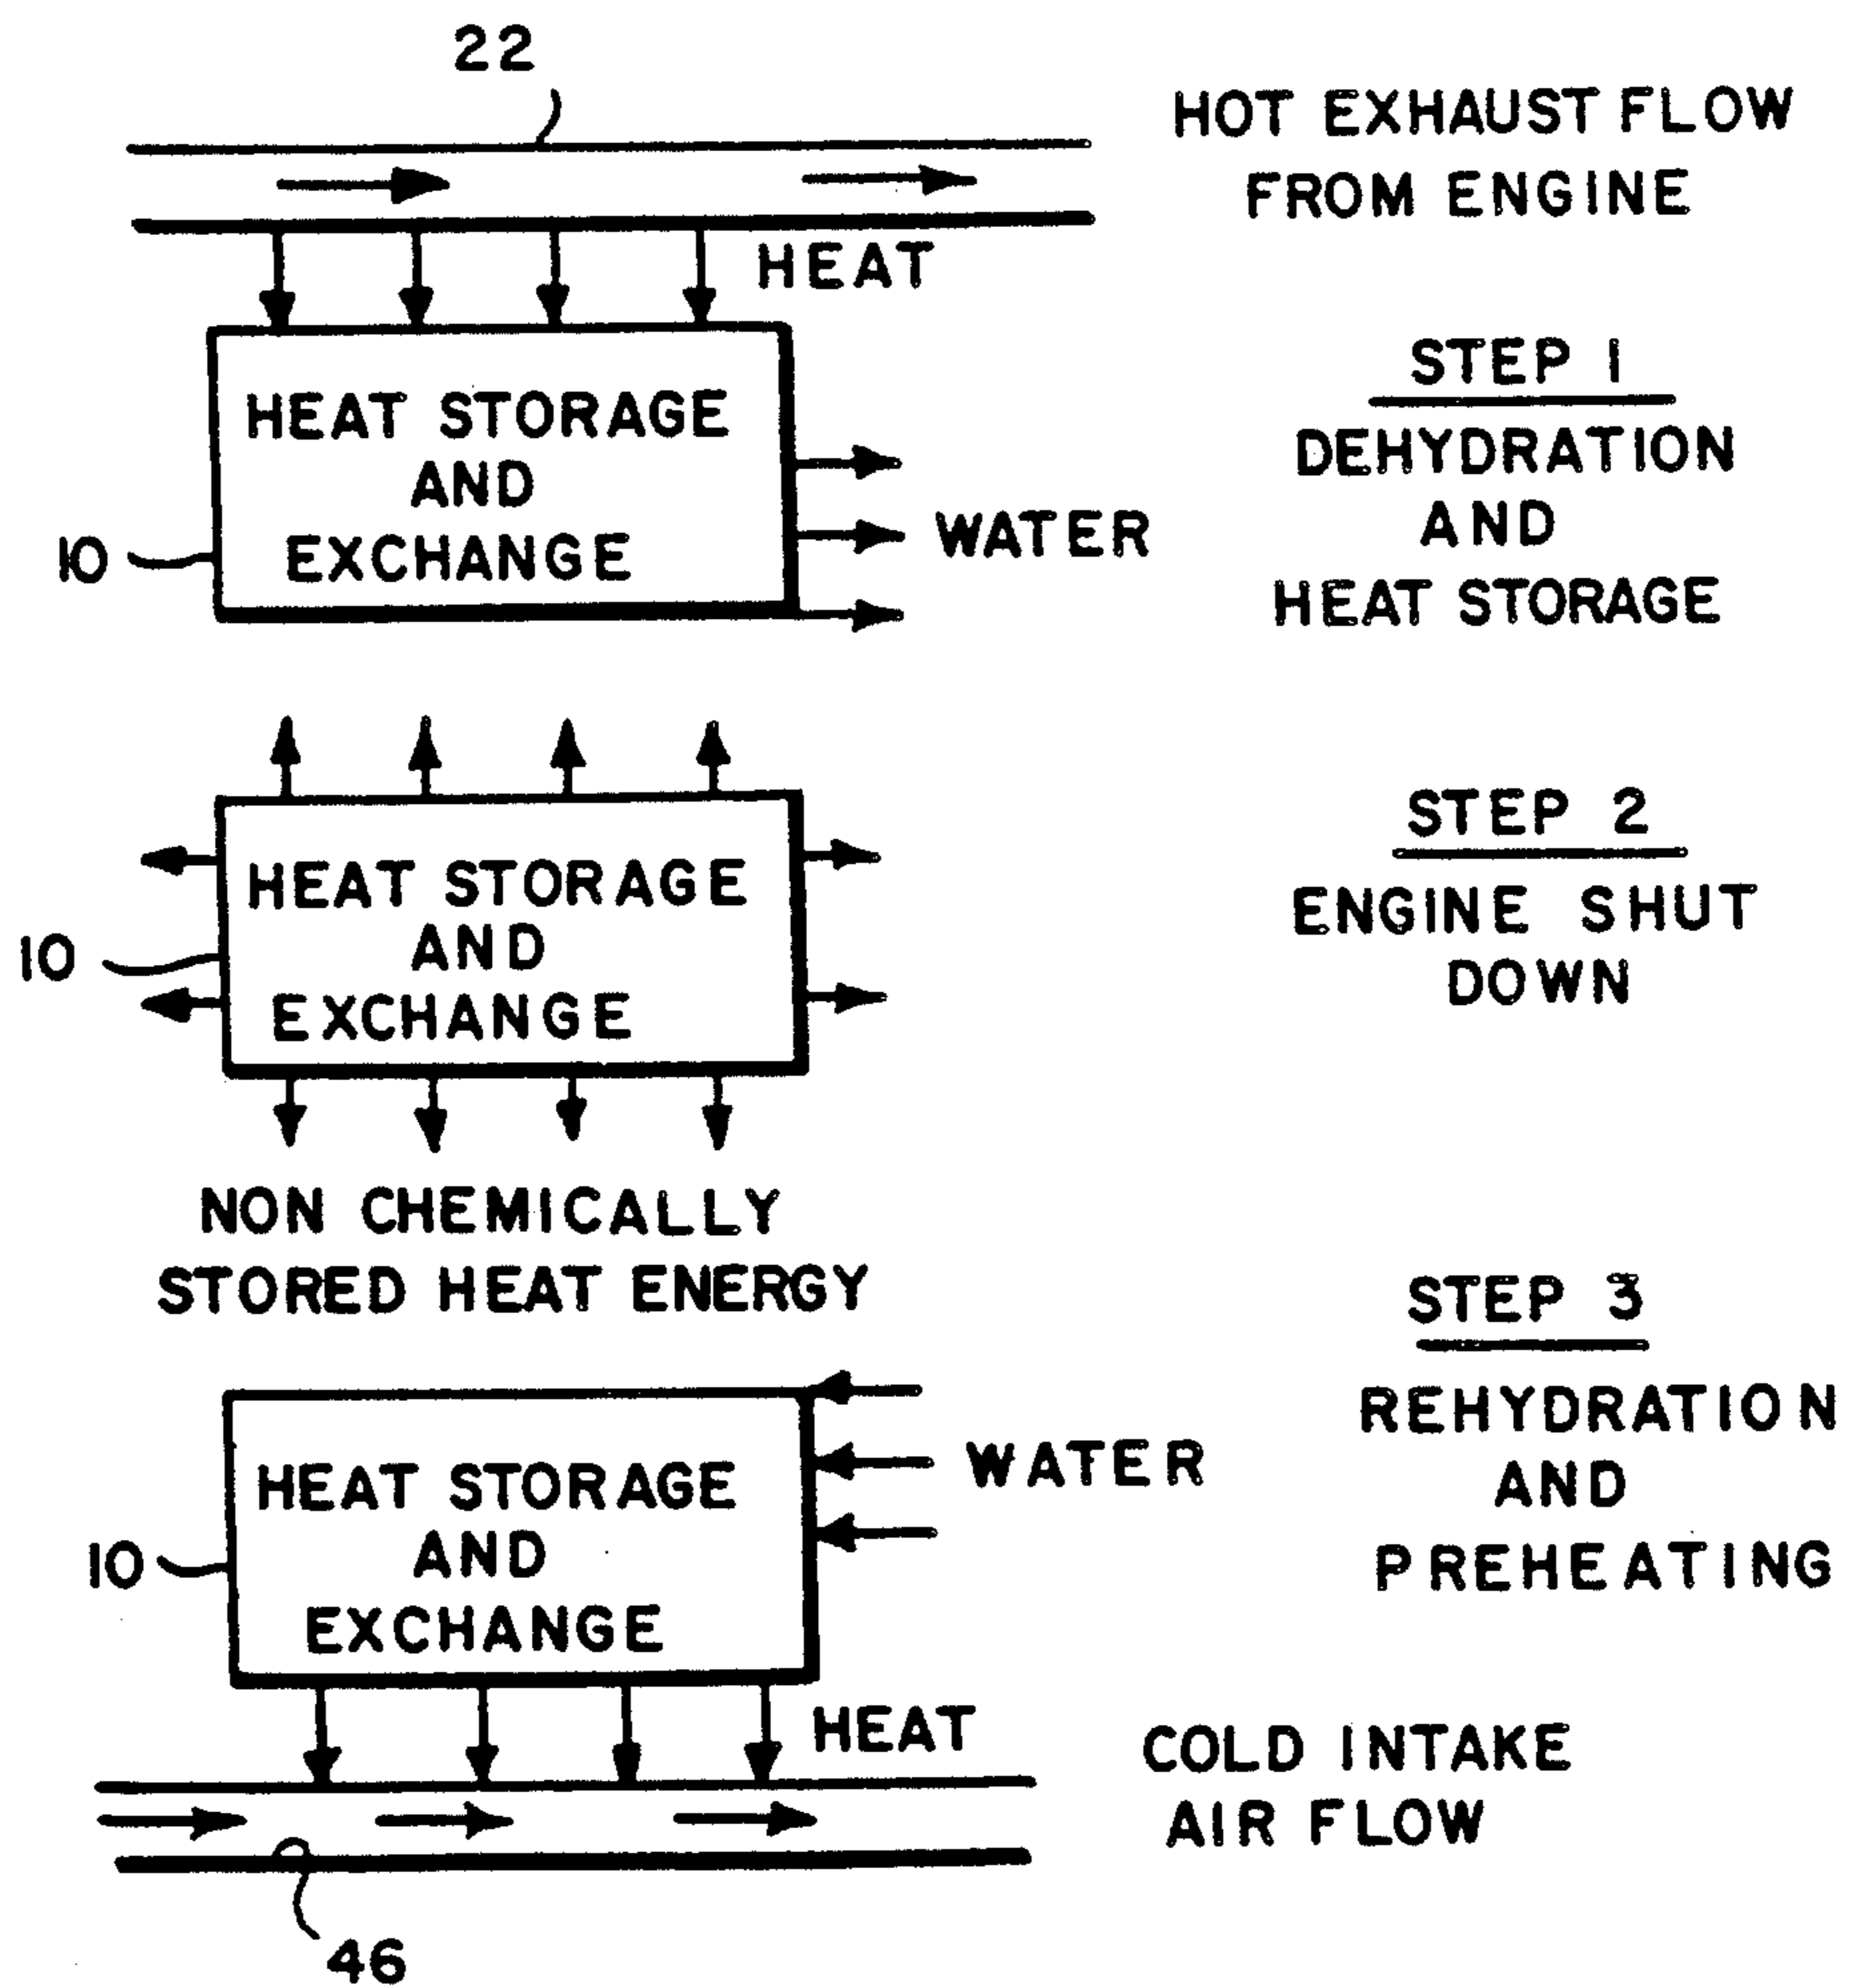 22
HOT EXHAUST FLOW
FROM ENGINE
HEAT
STEP 1
HEAT STORAGE
AND
EXCHANGE
10
WATER
DEHYDRATION
AND
HEAT STORAGE
STEP 2
ENGINE SHUT
DOWN
HEAT STORAGE
AND
EXCHANGE
10
NON CHEMICALLY
STORED HEAT ENERGY
STEP 3
REHYDRATION
AND
PREHEATING
WATER
HEAT STORAGE
AND
EXCHANGE
10
HEAT
COLD INTAKE
AIR FLOW
46